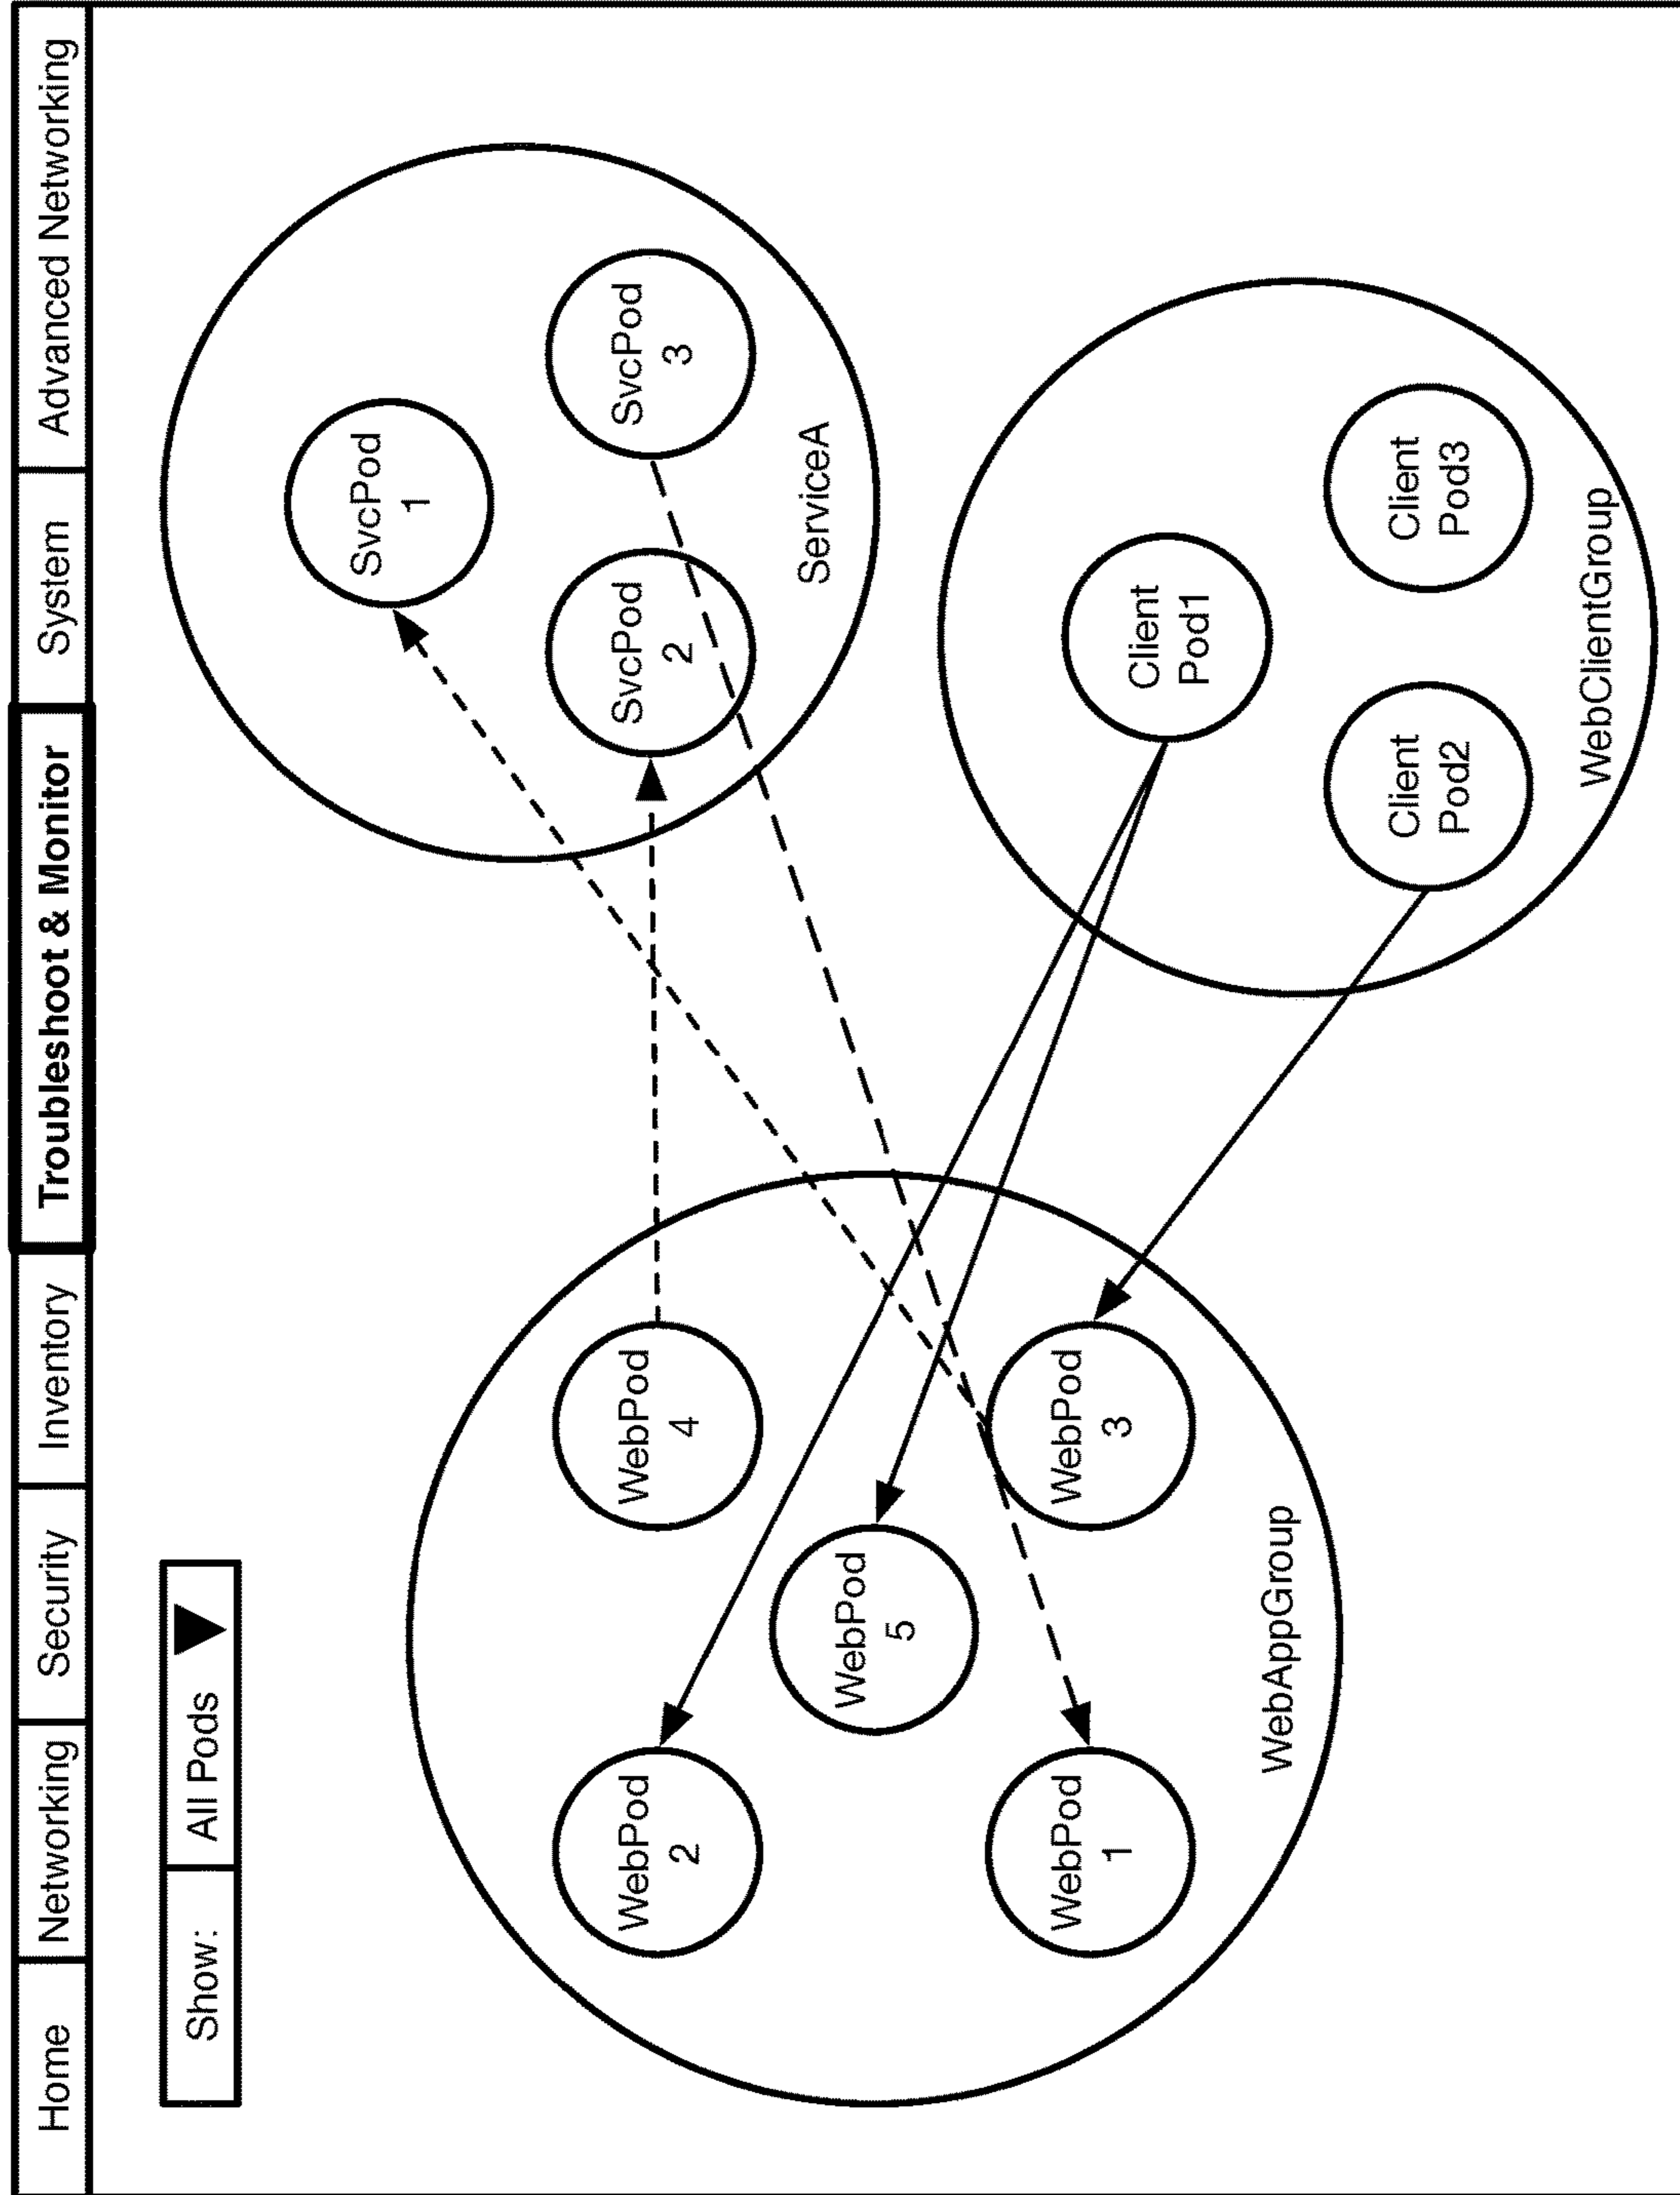 Home
Networking
Security
Inventory
Troubleshoot & Monitor
System
Advanced Networking
Show:
All Pods
WebPod
2
WebPod
4
WebPod
5
WebPod
1
WebPod
3
WebAppGroup
SvcPod
1
SvcPod
2
SvcPod
3
ServiceA
Client
Pod1
Client
Pod2
Client
Pod3
WebClientGroup